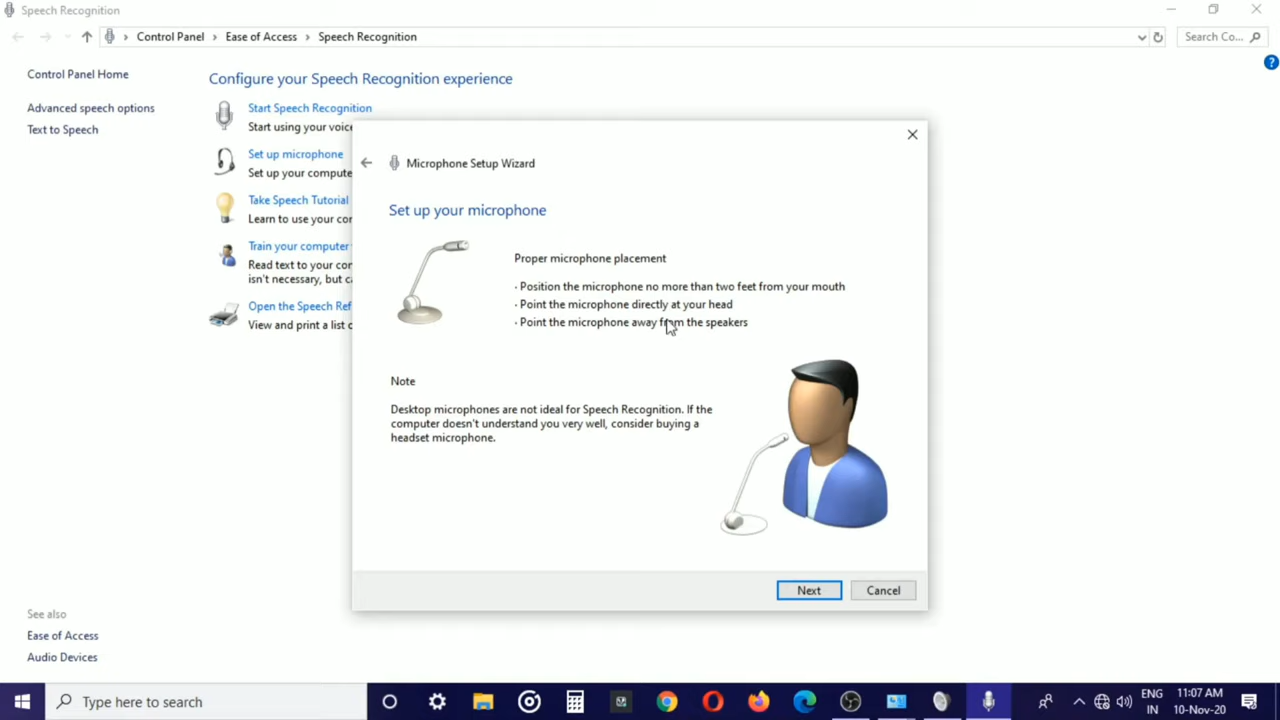 Speech Recognition
Control Panel
Ease of Access
Speech Recognition
Search Co...
Control Panel Home
Advanced speech options
Text to Speech
Configure your Speech Recognition experience
Start Speech Recognition
Start using your voice
Set up microphone
Set up your compute
Take Speech Tutorial
Learn to use your co
Train your computer
Read text to your co
isn't necessary, but c
Open the Speech Ref
View and print a list
Microphone Setup Wizard
Set up your microphone
Proper microphone placement
· Position the microphone no more than two feet from your mouth
· Point the microphone directly at your head
· Point the microphone away from the speakers
Note
Desktop microphones are not ideal for Speech Recognition. If the
computer doesn't understand you very well, consider buying a
headset microphone.
Next
Cancel
See also
Ease of Access
Audio Devices
Type here to search
ENG
IN
11:07 AM
10-Nov-20